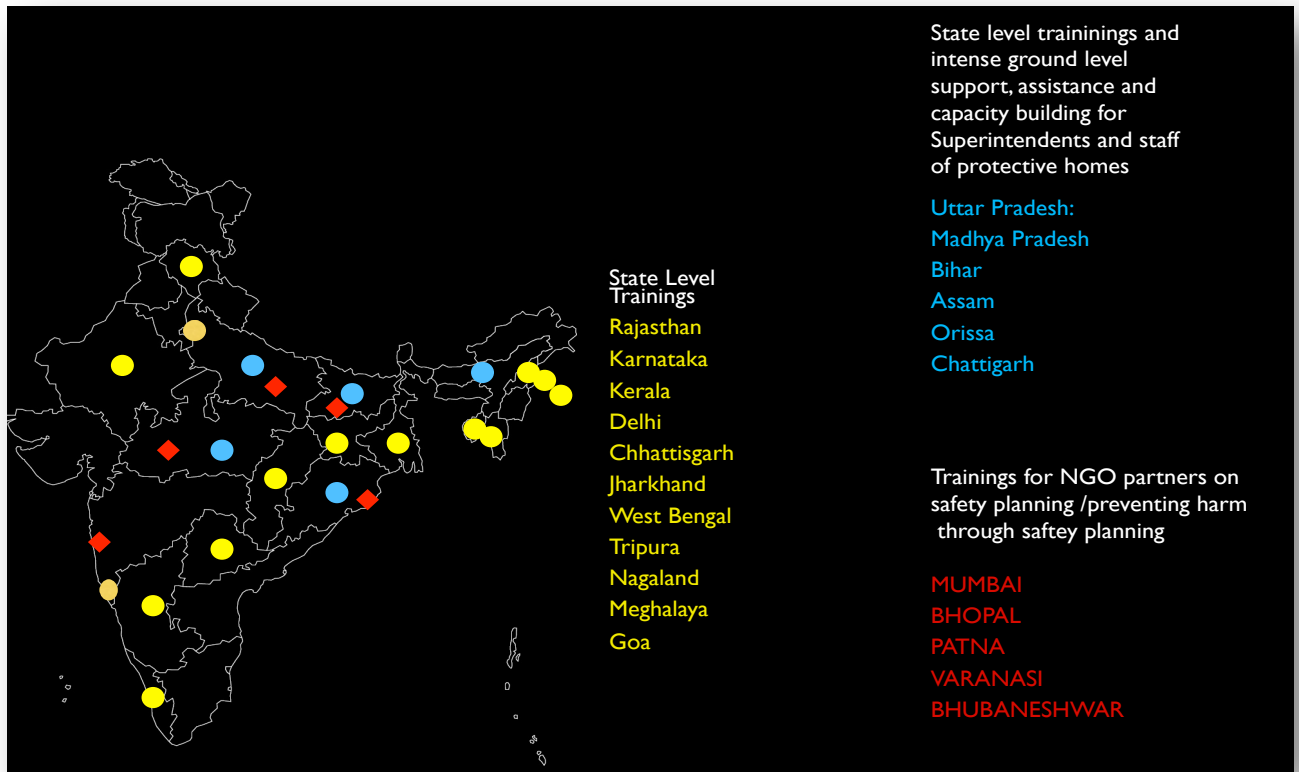 State level traininings and
intense ground level
support, assistance and
capacity building for
Superintendents and staff
of protective homes
Uttar Pradesh:
Madhya Pradesh
Bihar
Assam
Orissa
Chattigarh
State Level
Trainings
Rajasthan
Karnataka
Kerala
Delhi
Chhattisgarh
Jharkhand
West Bengal
Tripura
Nagaland
Meghalaya
Goa
Trainings for NGO partners on
safety planning /preventing harm
through saftey planning
MUMBAI
BHOPAL
PATNA
VARANASI
BHUBANESHWAR